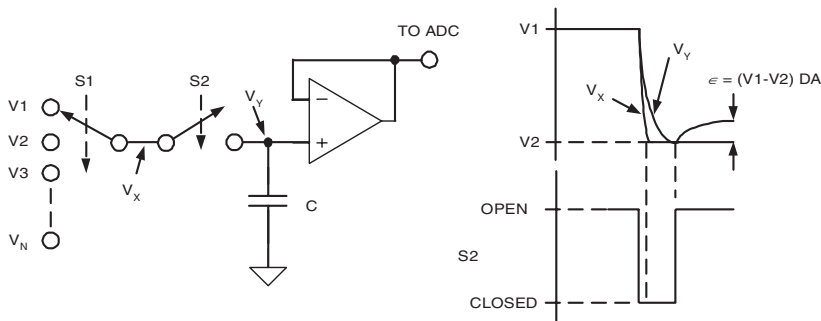 TO ADC
S1
S2
V1
V2
V3
VN
VX
VY
−
+
C
V1
V2
VX
VY
ϵ = (V1-V2) DA
OPEN
S2
CLOSED